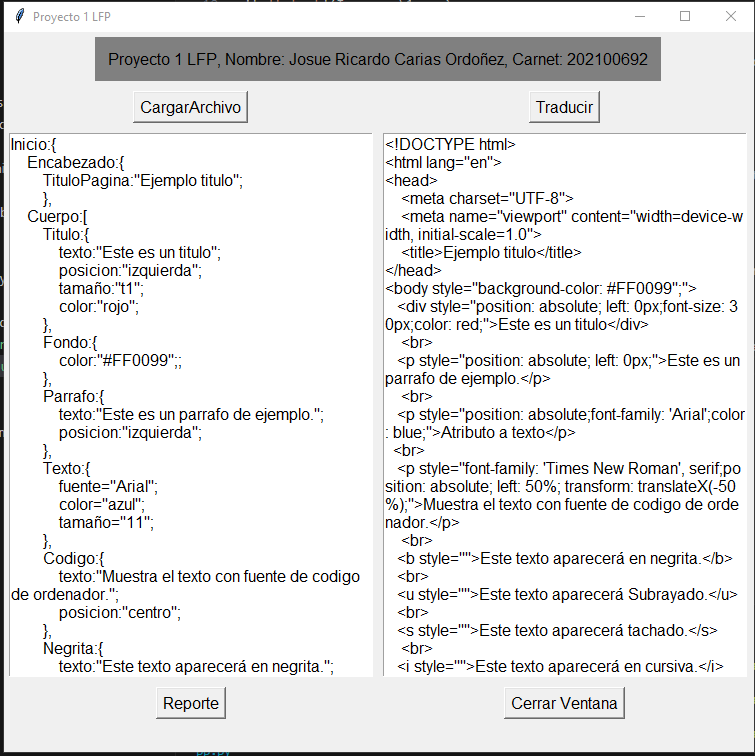 Proyecto 1 LFP
Proyecto 1 LFP, Nombre: Josue Ricardo Carias Ordoñez, Carnet: 202100692
CargarArchivo
Traducir
Inicio:{
Encabezado:{
TituloPagina:"Ejemplo titulo";
},
Cuerpo:[
Titulo:{
texto:"Este es un titulo";
posicion:"izquierda";
tamaño:"t1";
color:"rojo";
},
Fondo:{
color:"#FF0099";;
},
Parrafo:{
texto:"Este es un parrafo de ejemplo.";
posicion:"izquierda";
},
Texto:{
fuente="Arial";
color="azul";
tamaño="11";
},
Codigo:{
texto:"Muestra el texto con fuente de codigo
de ordenador.";
posicion:"centro";
},
Negrita:{
texto:"Este texto aparecerá en negrita.";
<!DOCTYPE html>
<html lang="en">
<head>
<meta charset="UTF-8">
<meta name="viewport" content="width=device-w
idth, initial-scale=1.0">
<title>Ejemplo titulo</title>
</head>
<body style="background-color: #FF0099";">
<div style="position: absolute; left: 0px;font-size: 3
0px;color: red;">Este es un titulo</div>
<br>
<p style="position: absolute; left: 0px;">Este es un
parrafo de ejemplo.</p>
<br>
<p style="position: absolute;font-family: 'Arial';color
: blue;">Atributo a texto</p>
<br>
<p style="font-family: 'Times New Roman', serif;po
sition: absolute; left: 50%; transform: translateX(-50
%);">Muestra el texto con fuente de codigo de orde
nador.</p>
<br>
<b style="">Este texto aparecerá en negrita.</b>
<br>
<u style="">Este texto aparecerá Subrayado.</u>
<br>
<s style="">Este texto aparecerá tachado.</s>
<br>
<i style="">Este texto aparecerá en cursiva.</i>
Reporte
Cerrar Ventana